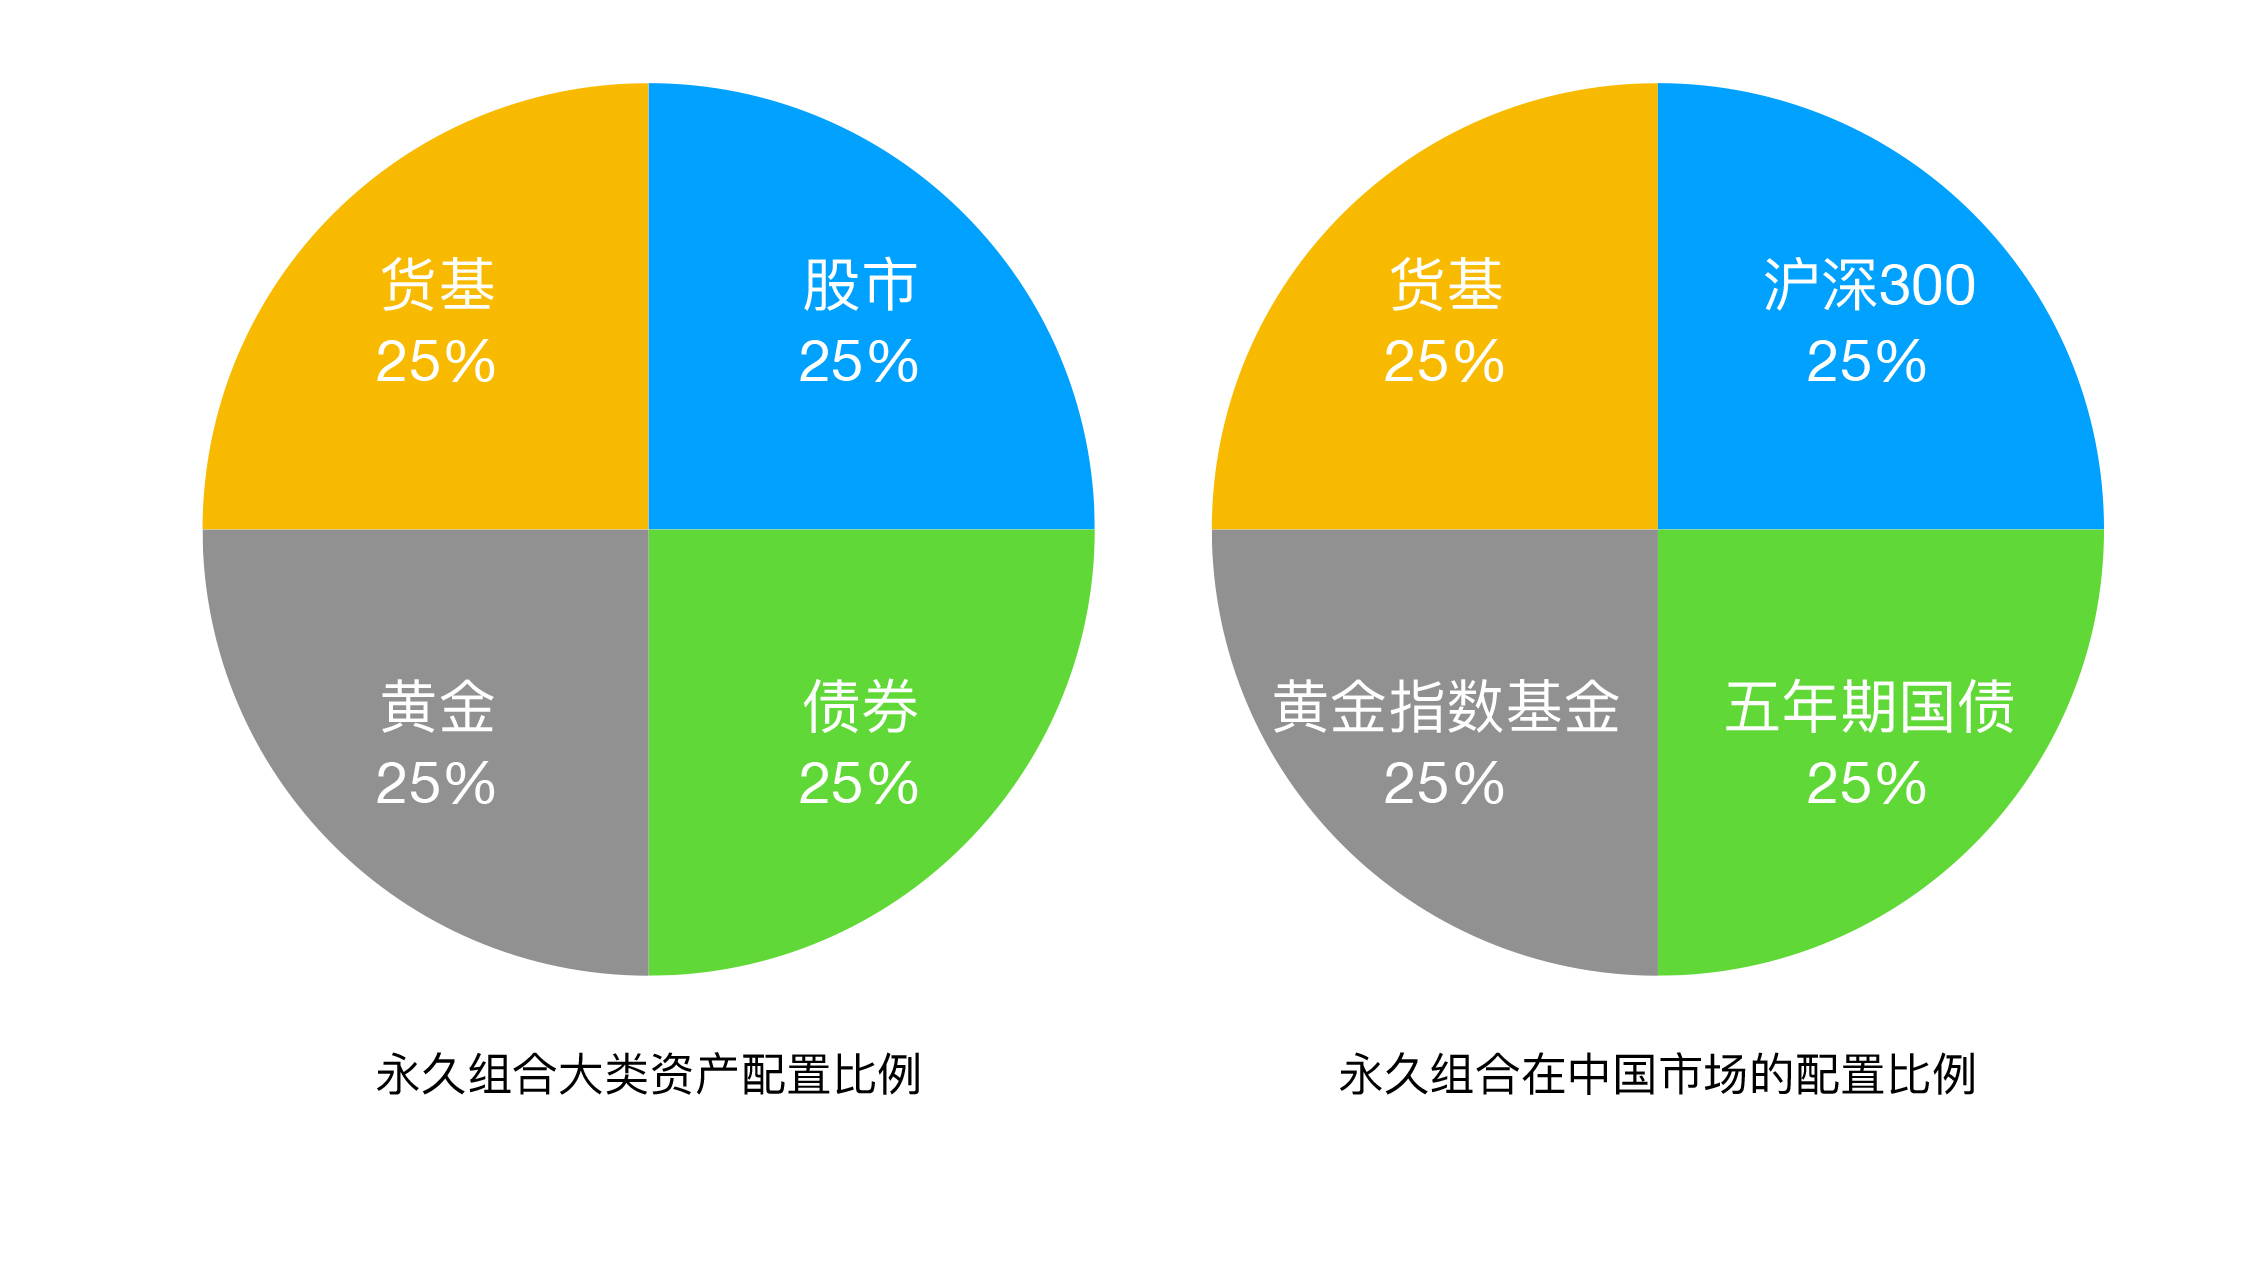 货基
25%
股市
25%
黄金
25%
债券
25%
永久组合大类资产配置比例
货基
25%
沪深300
25%
黄金指数基金
25%
五年期国债
25%
永久组合在中国市场的配置比例